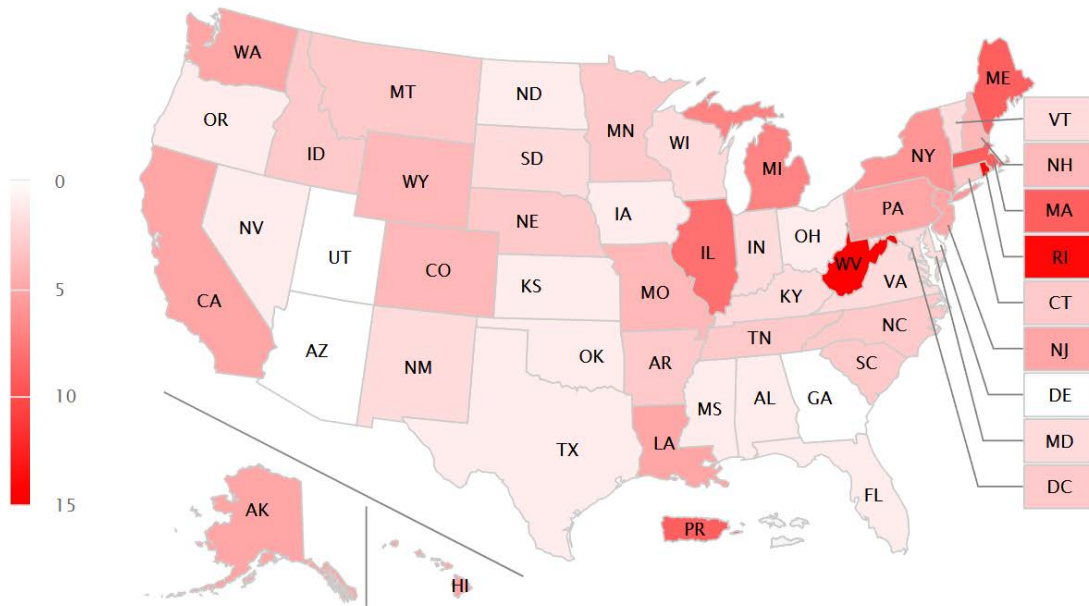 0
5
10
15
WA
OR
CA
NV
ID
MT
WY
UT
AZ
CO
NM
ND
SD
NE
KS
OK
TX
MN
IA
MO
AR
LA
WI
IL
MI
IN
OH
KY
TN
MS
AL
GA
FL
SC
NC
VA
WV
PA
NY
ME
VT
NH
MA
RI
CT
NJ
DE
MD
DC
AK
HI
PR